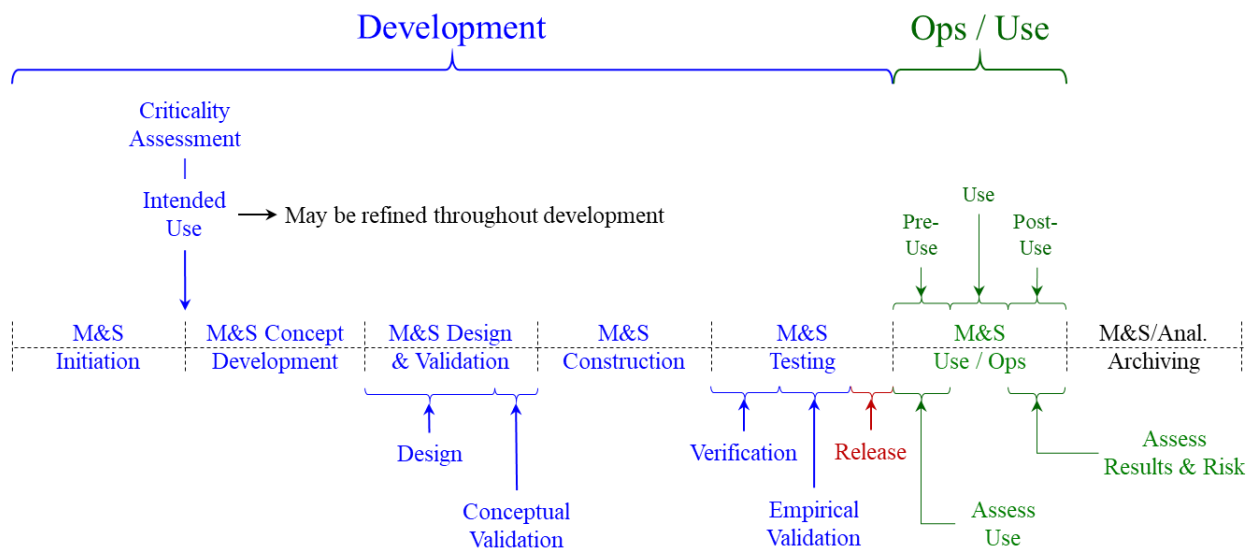 Development
Ops / Use
Criticality
Assessment
Intended
Use
May be refined throughout development
Use
Pre-
Use
Post-
Use
M&S
Initiation
M&S Concept
Development
M&S Design
& Validation
M&S
Construction
M&S
Testing
M&S
Use / Ops
M&S/Anal.
Archiving
Design
Conceptual
Validation
Verification
Empirical
Validation
Release
Assess
Use
Assess
Results & Risk